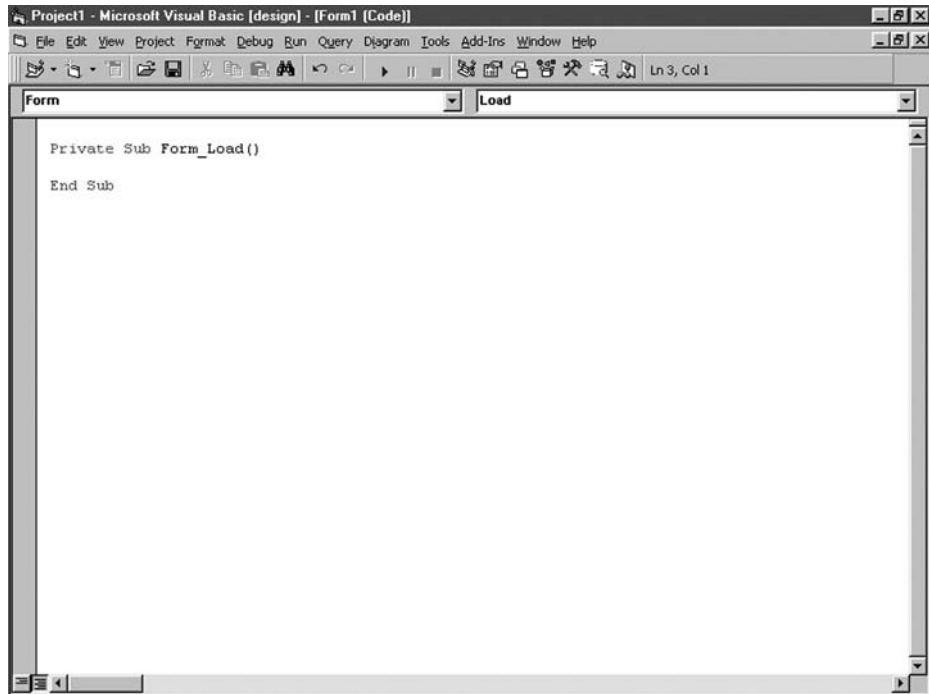 Project1 - Microsoft Visual Basic [design] - [Form1 (Code)]
File Edit View Project Format Debug Run Query Diagram Tools Add-Ins Window Help
Ln 3, Col 1
Form Load
Private Sub Form_Load()
End Sub